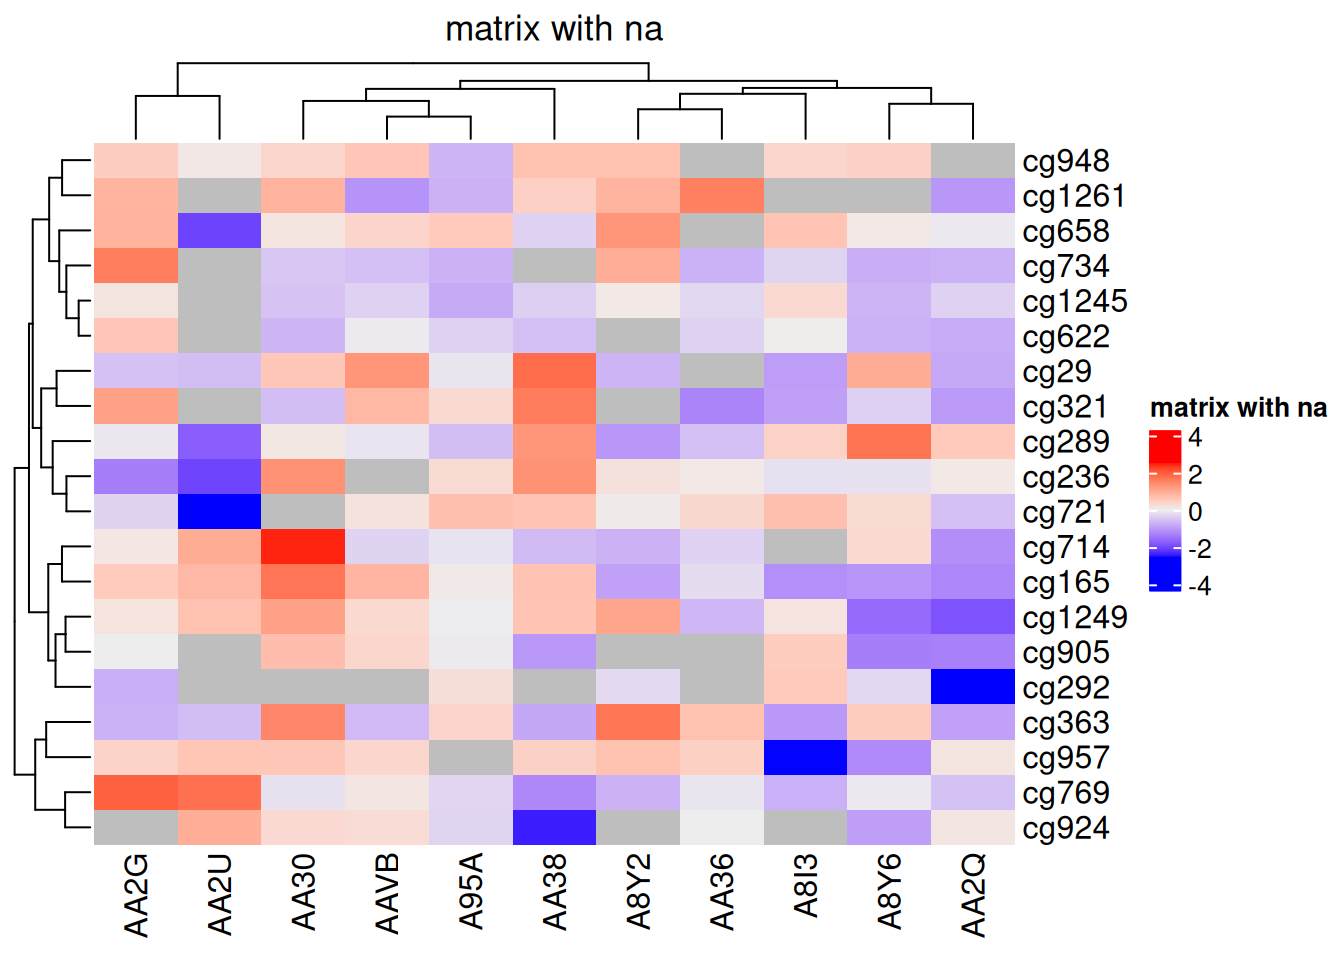 matrix with na
cg948
cg1261
cg658
cg734
cg1245
cg622
cg29
cg321
cg289
cg236
cg721
cg714
cg165
cg1249
cg905
cg292
cg363
cg957
cg769
cg924
matrix with na
4
2
0
-2
-4
AA2G
AA2U
AA30
AAVB
A95A
AA38
A8Y2
AA36
A8I3
A8Y6
AA2Q